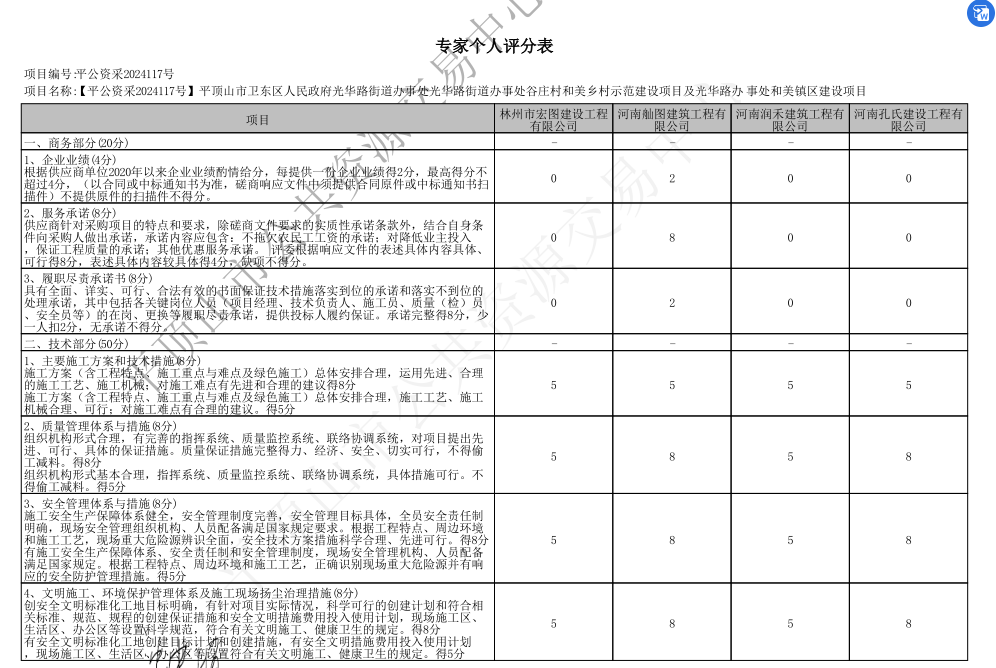 专家个人评分表
项目编号:平公资采2024117号
项目名称:【平公资采2024117号】平顶山市卫东区人民政府光华路街道办事处光华路街道办事处谷庄村和美乡村示范建设项目及光华路办 事处和美镇区建设项目
项目
林州市宏图建设工程有限公司
河南舢图建筑工程有限公司
河南润禾建筑工程有限公司
河南孔氏建设工程有限公司
一、商务部分(20分) - - - -
1、企业业绩(4分)
根据供应商单位2020年以来企业业绩酌情给分，每提供一份企业业绩得2分，最高得分不
超过4分，（以合同或中标通知书为准，磋商响应文件中须提供合同原件或中标通知书扫
描件）不提供原件的扫描件不得分。
0 2 0 0
2、服务承诺(8分)
供应商针对采购项目的特点和要求，除磋商文件要求的实质性承诺条款外，结合自身条
件向采购人做出承诺，承诺内容应包含：不拖欠农民工工资的承诺；对降低业主投入
，保证工程质量的承诺；其他优惠服务承诺。 评委根据响应文件的表述具体内容具体、
可行得8分，表述具体内容较具体得4分，缺项不得分。
0 8 0 0
3、履职尽责承诺书(8分)
具有全面、详实、可行、合法有效的书面保证技术措施落实到位的承诺和落实不到位的
处理承诺，其中包括各关键岗位人员（项目经理、技术负责人、施工员、质量（检）员
、安全员等）的在岗、更换等履职尽责承诺，提供投标人履约保证。承诺完整得8分，少
一人扣2分，无承诺不得分。
0 2 0 0
二、技术部分(50分) - - - -
1、主要施工方案和技术措施(8分)
施工方案（含工程特点、施工重点与难点及绿色施工）总体安排合理，运用先进、合理
的施工工艺、施工机械、对施工难点有先进和合理的建议得8分
施工方案（含工程特点、施工重点与难点及绿色施工）总体安排合理，施工工艺、施工
机械合理、可行；对施工难点有合理的建议。得5分
5 5 5 5
2、质量管理体系与措施(8分)
组织机构形式合理，有完善的指挥系统、质量监控系统、联络协调系统，对项目提出先
进、可行、具体的保证措施。质量保证措施完整得力、经济、安全、切实可行，不得偷
工减料。得8分
组织机构形式基本合理，指挥系统、质量监控系统、联络协调系统，具体措施可行。不
得偷工减料。得5分
5 8 5 8
3、安全管理体系与措施(8分)
施工安全生产保障体系健全，安全管理制度完善，安全管理目标具体，全员安全责任制
明确，现场安全管理组织机构、人员配备满足国家规定要求。根据工程特点、周边环境
和施工工艺，现场重大危险源辨识全面，安全技术方案措施科学合理、先进可行。得8分
有施工安全生产保障体系、安全责任制和安全管理制度，现场安全管理机构、人员配备
满足国家规定。根据工程特点、周边环境和施工工艺，正确识别现场重大危险源并有响
应的安全防护管理措施。得5分
5 8 5 8
4、文明施工、环境保护管理体系及施工现场扬尘治理措施(8分)
创安全文明标准化工地目标明确，有针对项目实际情况，科学可行的创建计划和符合相
关标准、规范、规程的创建保证措施和安全文明措施费用投入使用计划，现场施工区、
生活区、办公区等设置科学规范，符合有关文明施工、健康卫生的规定。得8分
有安全文明标准化工地创建目标计划和创建措施，有安全文明措施费用投入使用计划
，现场施工区、生活区、办公区等设置符合有关文明施工、健康卫生的规定。得5分
5 8 5 8
平顶山市公共资源交易中心
平顶山市公共资源交易中